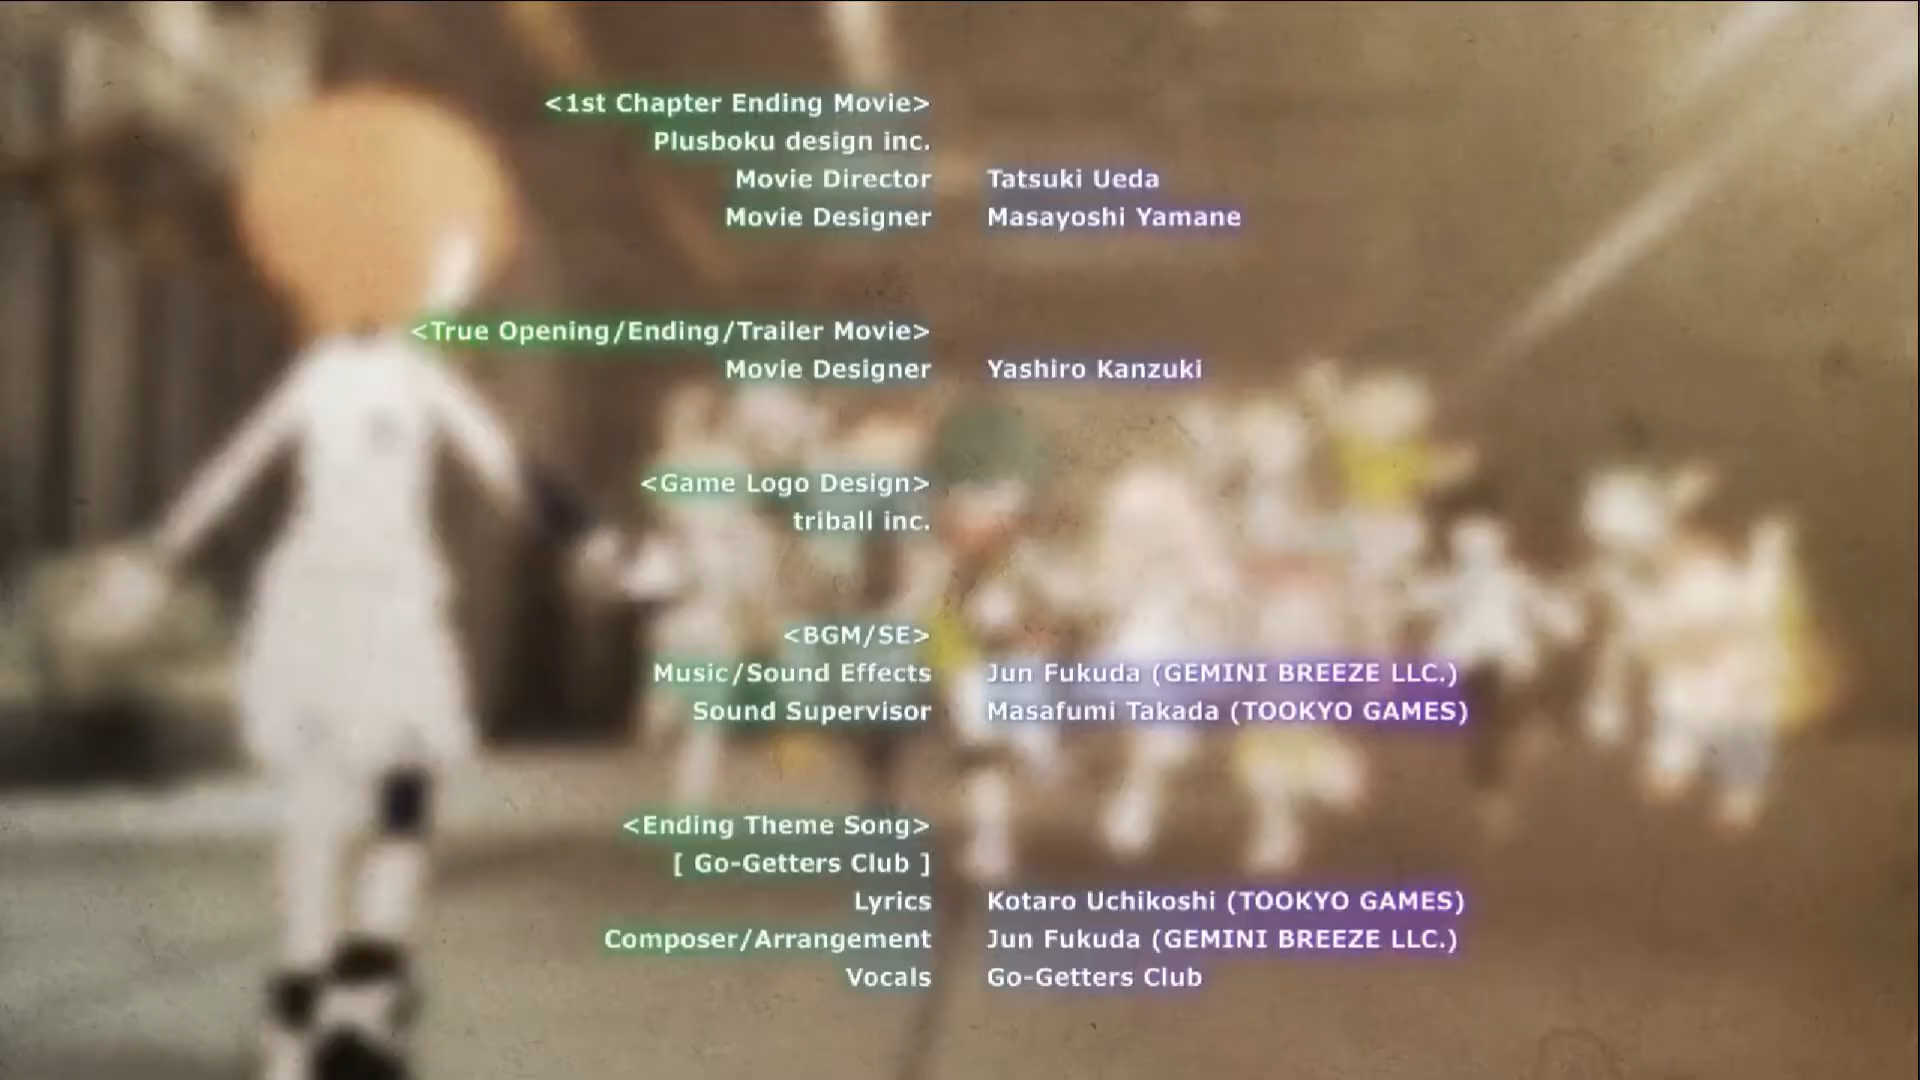 <1st Chapter Ending Movie>
Plusboku design inc.
Movie Director Tatsuki Ueda
Movie Designer Masayoshi Yamane
<True Opening/Ending/Trailer Movie>
Movie Designer Yashiro Kanzuki
<Game Logo Design>
triball inc.
<BGM/SE>
Music/Sound Effects Jun Fukuda (GEMINI BREEZE LLC.)
Sound Supervisor Masafumi Takada (TOOKYO GAMES)
<Ending Theme Song>
[ Go-Getters Club ]
Lyrics Kotaro Uchikoshi (TOOKYO GAMES)
Composer/Arrangement Jun Fukuda (GEMINI BREEZE LLC.)
Vocals Go-Getters Club